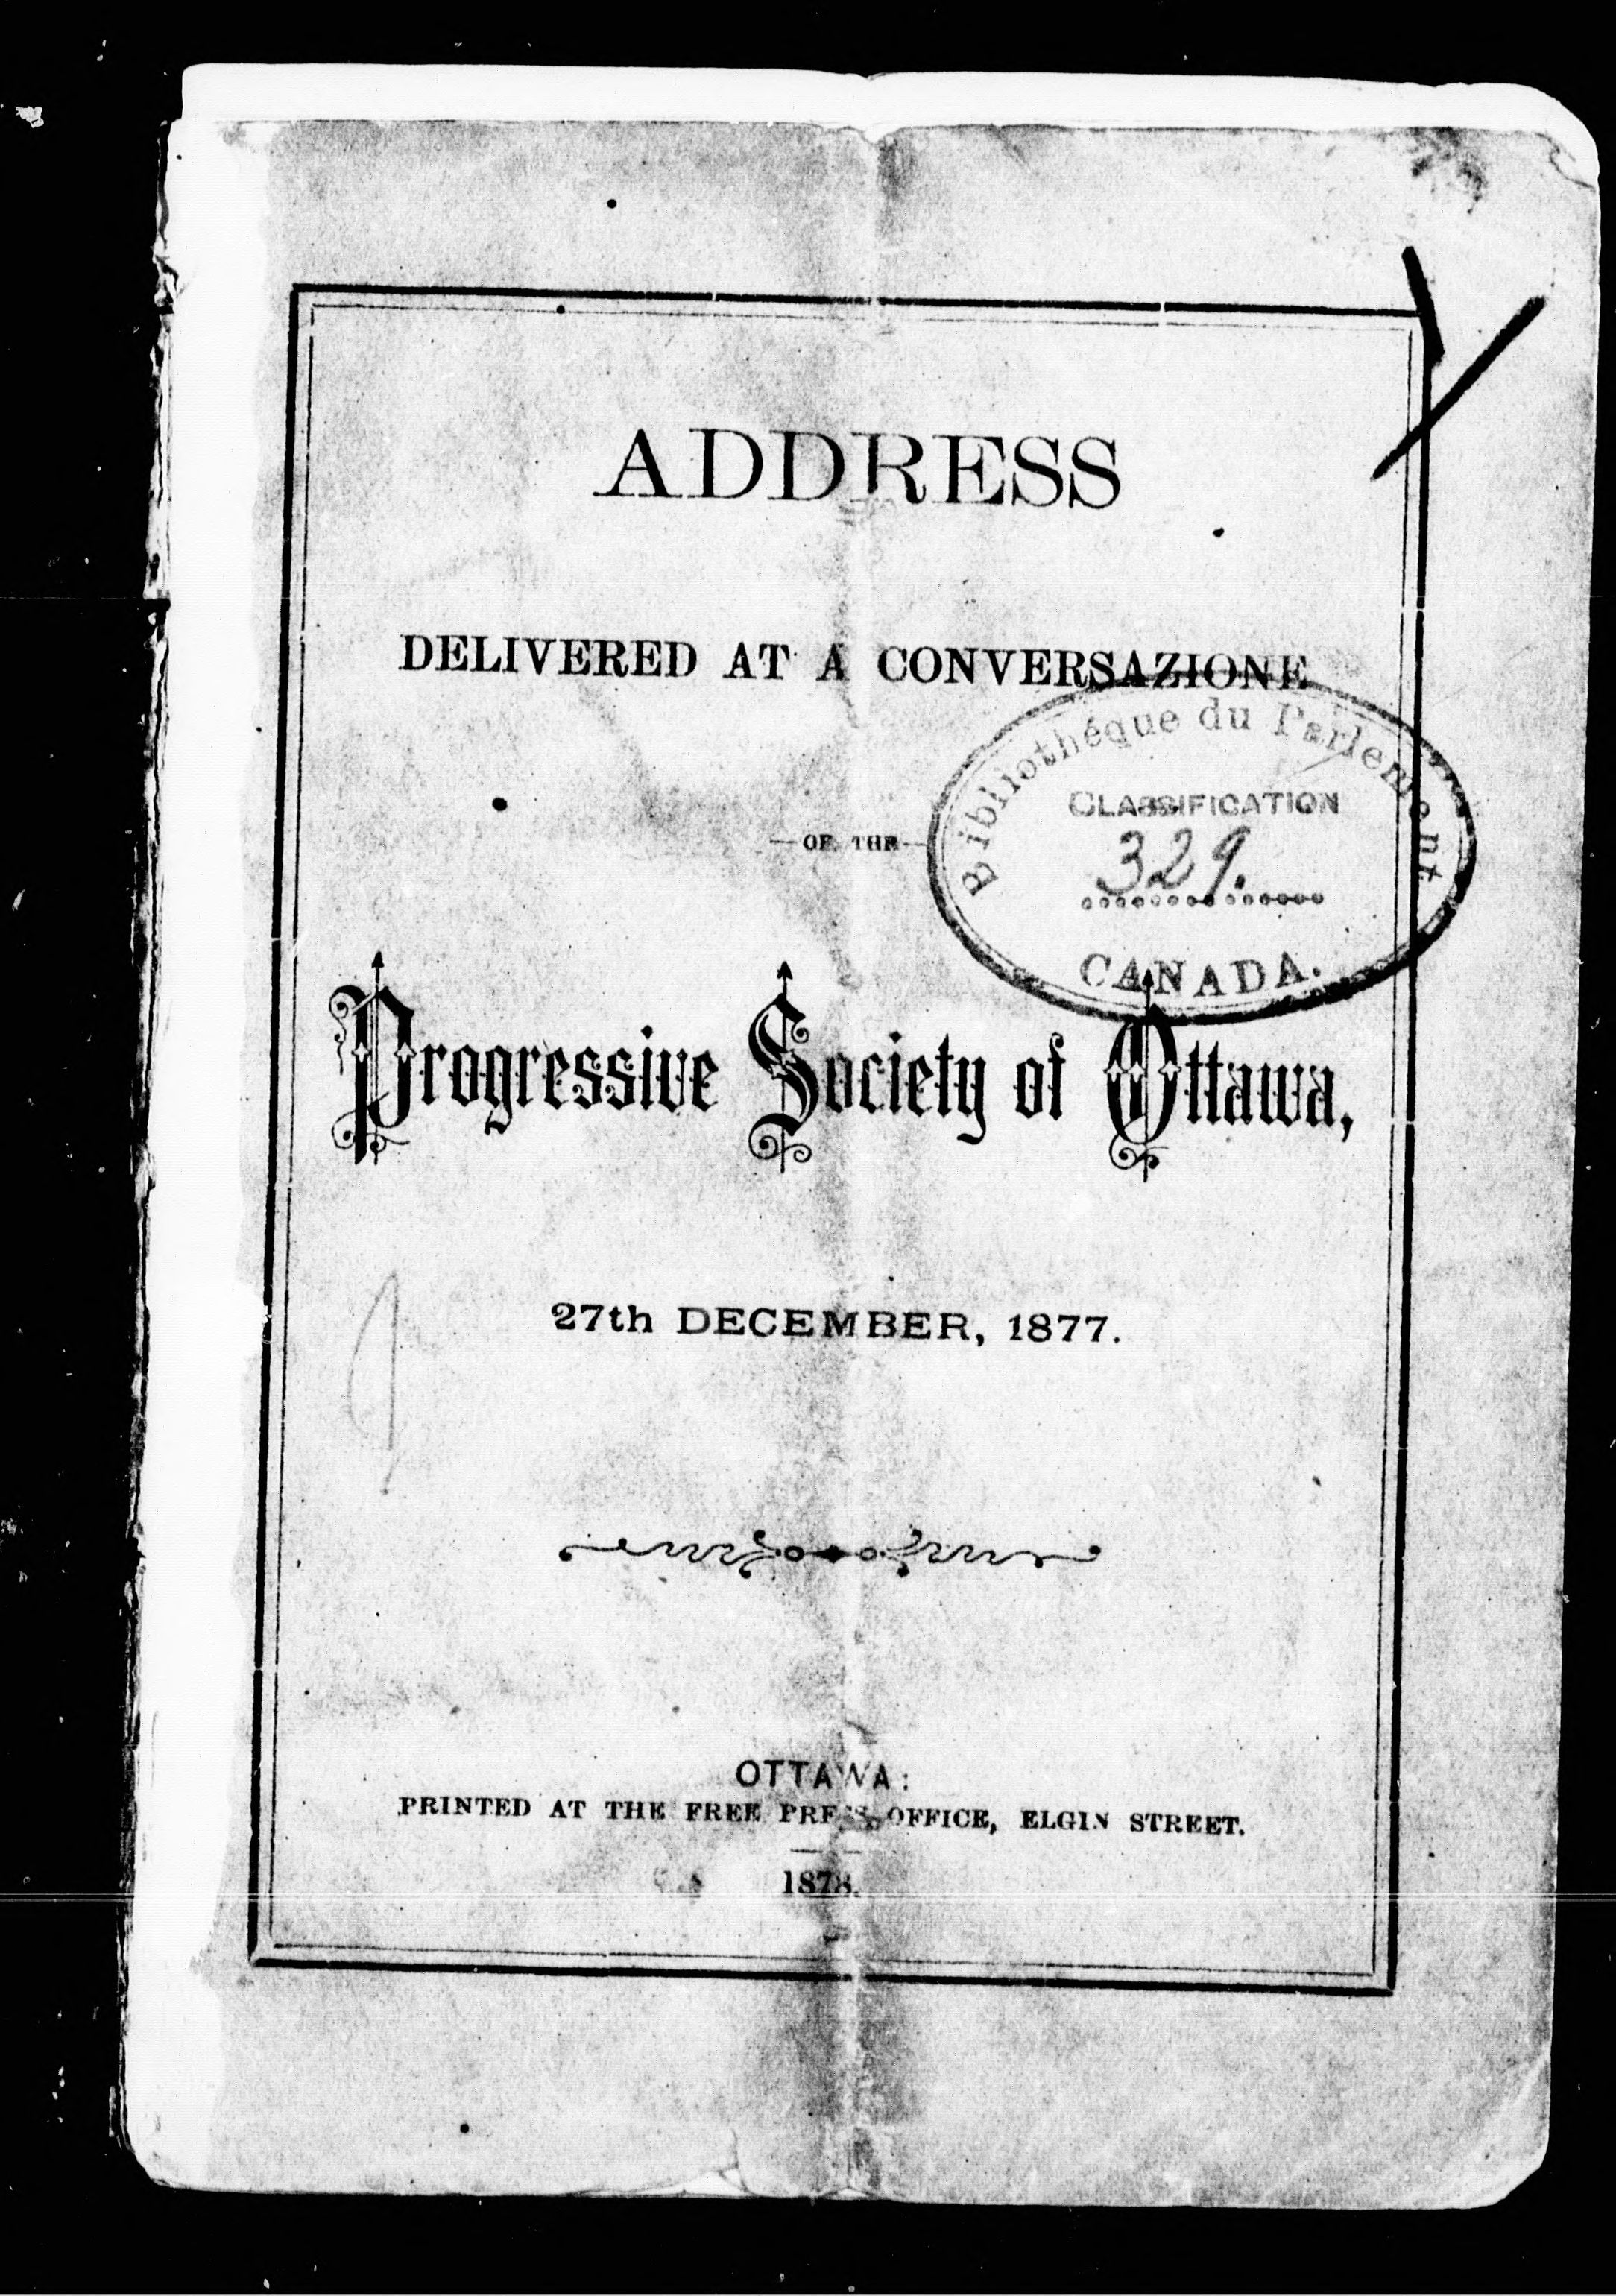 ADDRESS
DELIVERED AT A CONVERSAZIONE
—OF THE—
Bibliothéque du Parlement
CLASSIFICATION
329.
CANADA.
Progressive Society of Ottawa,
27th DECEMBER, 1877.
OTTAWA:
PRINTED AT THE FREE PRESS OFFICE, ELGIN STREET.
1878.